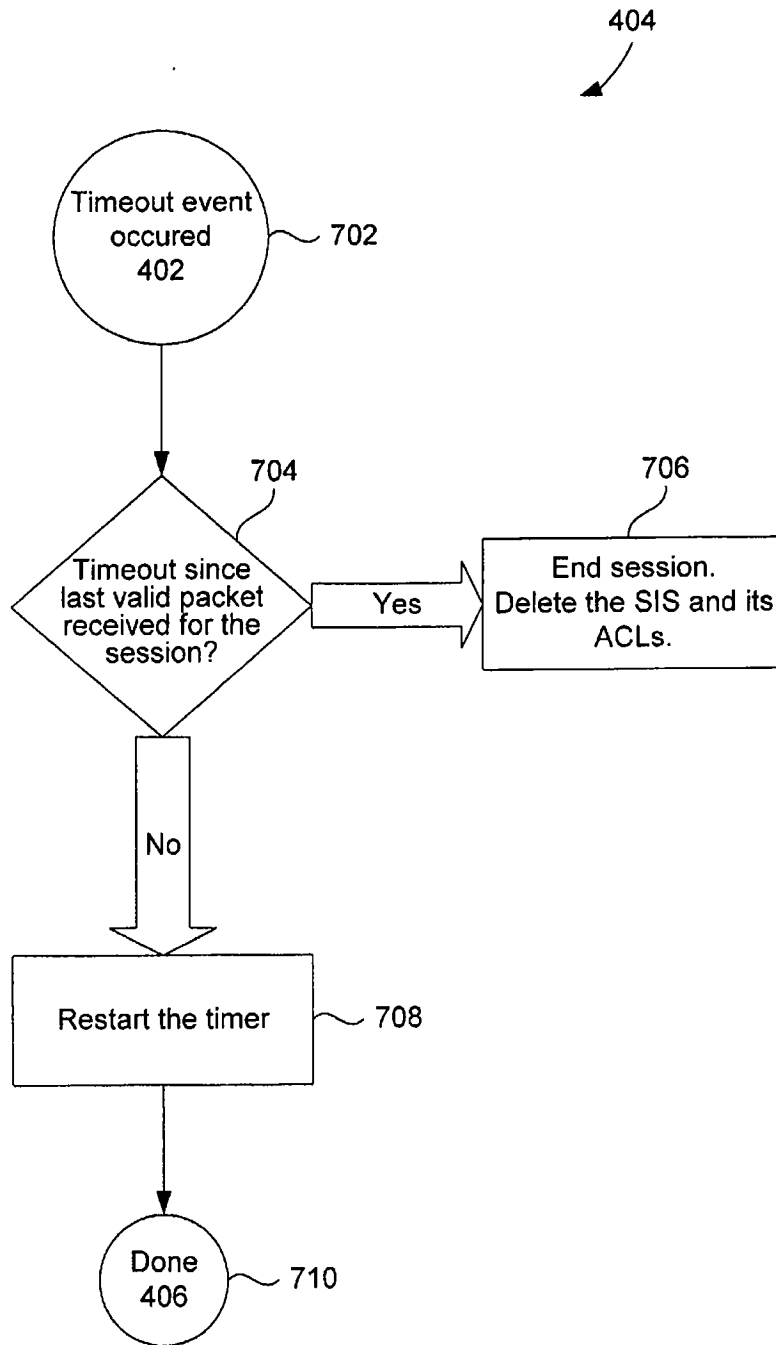 404
Timeout event
occured
402
702
704
Timeout since
last valid packet
received for the
session?
Yes
706
End session.
Delete the SIS and its
ACLs.
No
Restart the timer
708
Done
406
710